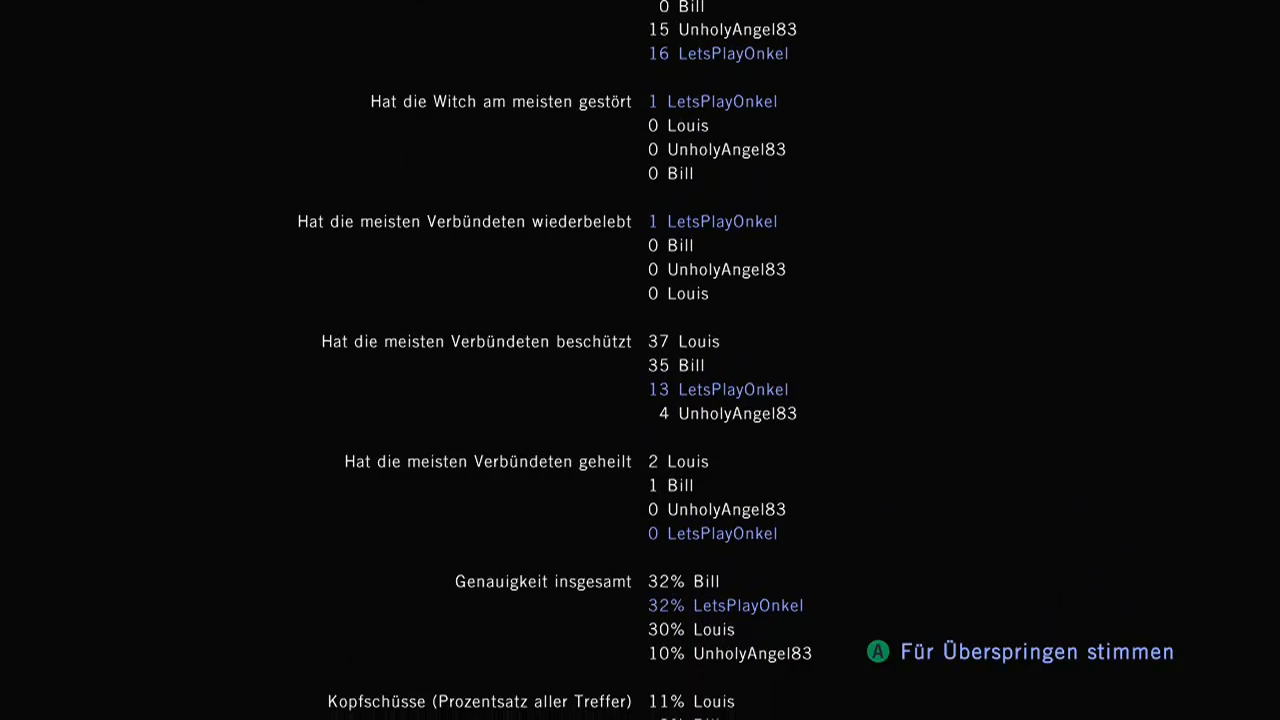 0 Bill
15 UnholyAngel83
16 LetsPlayOnkel
Hat die Witch am meisten gestört 1 LetsPlayOnkel
0 Louis
0 UnholyAngel83
0 Bill
Hat die meisten Verbündeten wiederbelebt 1 LetsPlayOnkel
0 Bill
0 UnholyAngel83
0 Louis
Hat die meisten Verbündeten beschützt 37 Louis
35 Bill
13 LetsPlayOnkel
4 UnholyAngel83
Hat die meisten Verbündeten geheilt 2 Louis
1 Bill
0 UnholyAngel83
0 LetsPlayOnkel
Genauigkeit insgesamt 32% Bill
32% LetsPlayOnkel
30% Louis
10% UnholyAngel83
A Für Überspringen stimmen
Kopfschüsse (Prozentsatz aller Treffer) 11% Louis